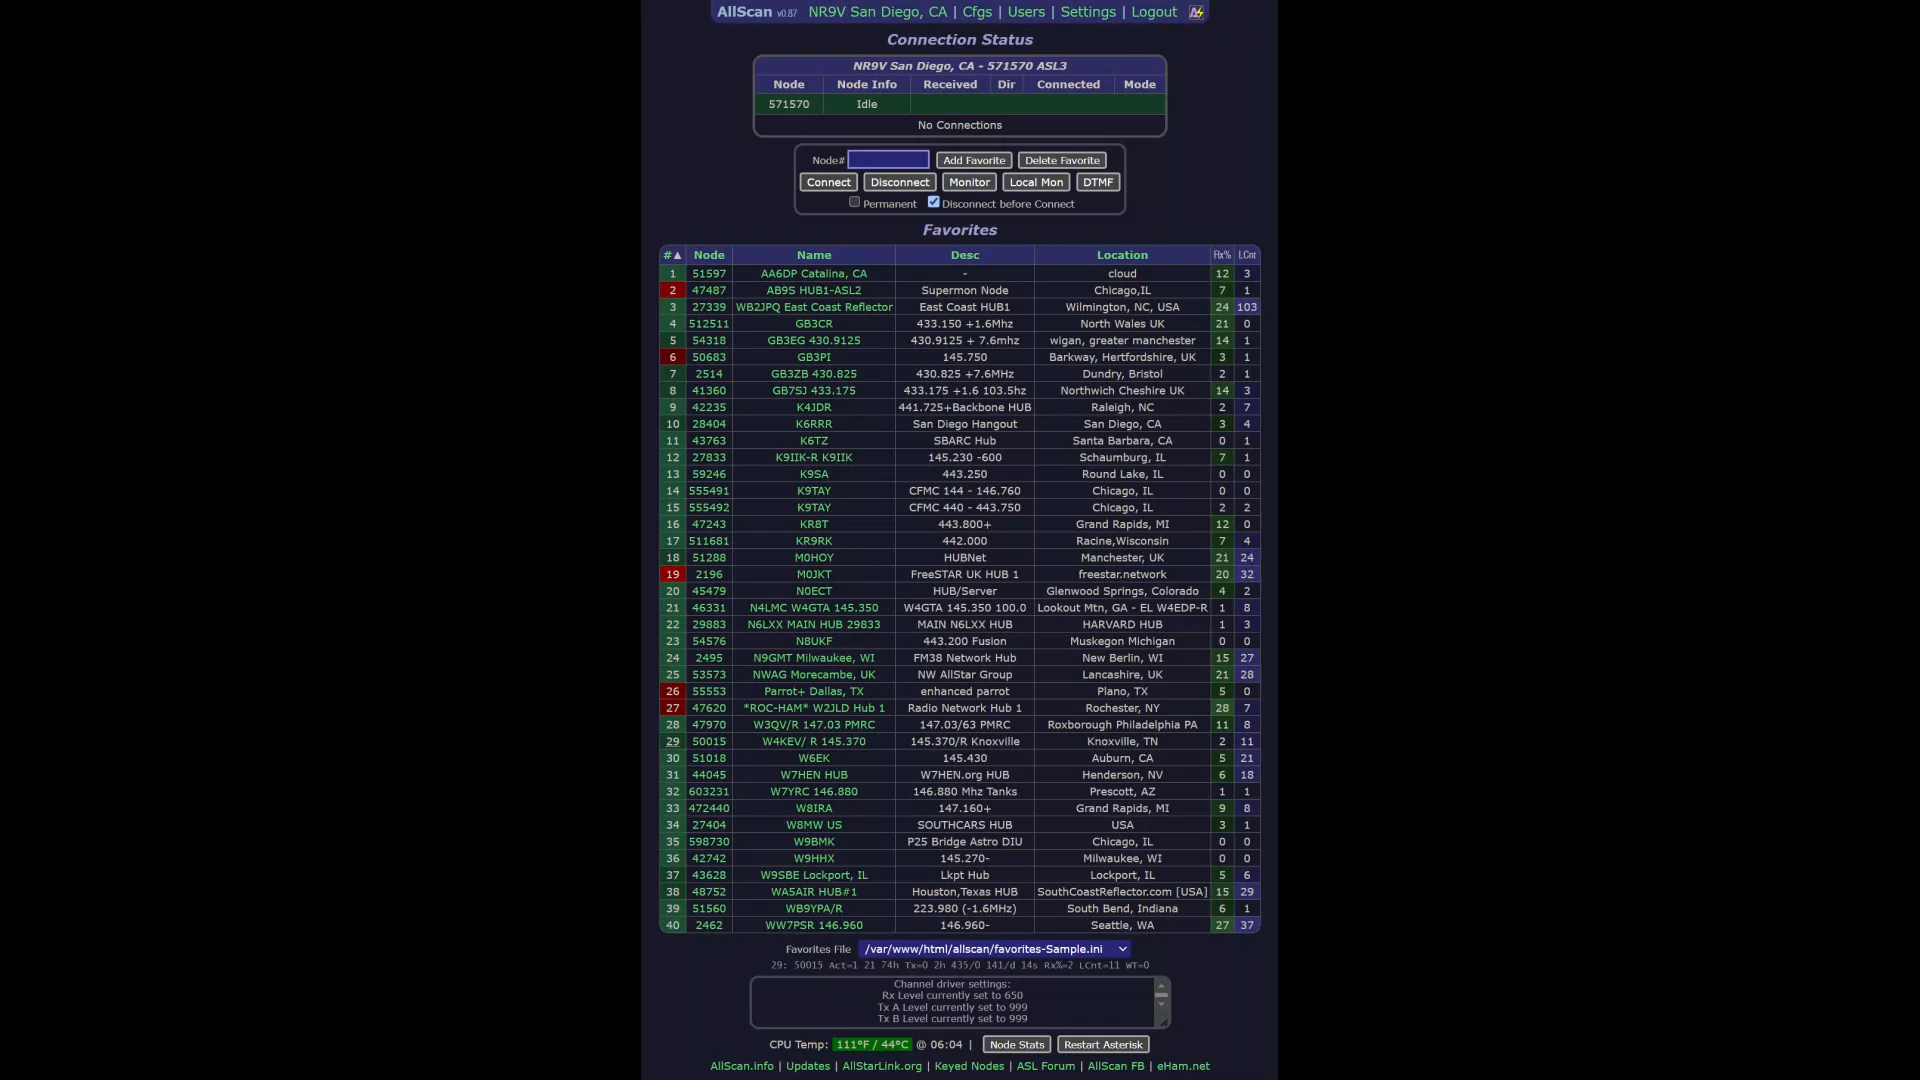 AllScan v0.87 NR9V San Diego, CA | Cfgs | Users | Settings | Logout
Connection Status
NR9V San Diego, CA - 571570 ASL3
Node Node Info Received Dir Connected Mode
571570 Idle
No Connections
Node# Add Favorite Delete Favorite
Connect Disconnect Monitor Local Mon DTMF
Permanent Disconnect before Connect
Favorites
#▲ Node Name Desc Location Rx% LCnt
1 51597 AA6DP Catalina, CA - cloud 12 3
2 47487 AB9S HUB1-ASL2 Supermon Node Chicago,IL 7 1
3 27339 WB2JPQ East Coast Reflector East Coast HUB1 Wilmington, NC, USA 24 103
4 512511 GB3CR 433.150 +1.6Mhz North Wales UK 21 0
5 54318 GB3EG 430.9125 430.9125 + 7.6mhz wigan, greater manchester 14 1
6 50683 GB3PI 145.750 Barkway, Hertfordshire, UK 3 1
7 2514 GB3ZB 430.825 430.825 +7.6MHz Dundry, Bristol 2 1
8 41360 GB7SJ 433.175 433.175 +1.6 103.5hz Northwich Cheshire UK 14 3
9 42235 K4JDR 441.725+Backbone HUB Raleigh, NC 2 7
10 28404 K6RRR San Diego Hangout San Diego, CA 3 4
11 43763 K6TZ SBARC Hub Santa Barbara, CA 0 1
12 27833 K9IIK-R K9IIK 145.230 -600 Schaumburg, IL 7 1
13 59246 K9SA 443.250 Round Lake, IL 0 0
14 555491 K9TAY CFMC 144 - 146.760 Chicago, IL 0 0
15 555492 K9TAY CFMC 440 - 443.750 Chicago, IL 2 2
16 47243 KR8T 443.800+ Grand Rapids, MI 12 0
17 511681 KR9RK 442.000 Racine,Wisconsin 7 4
18 51288 M0HOY HUBNet Manchester, UK 21 24
19 2196 M0JKT FreeSTAR UK HUB 1 freestar.network 20 32
20 45479 N0ECT HUB/Server Glenwood Springs, Colorado 4 2
21 46331 N4LMC W4GTA 145.350 W4GTA 145.350 100.0 Lookout Mtn, GA - EL W4EDP-R 1 8
22 29883 N6LXX MAIN HUB 29833 MAIN N6LXX HUB HARVARD HUB 1 3
23 54576 N8UKF 443.200 Fusion Muskegon Michigan 0 0
24 2495 N9GMT Milwaukee, WI FM38 Network Hub New Berlin, WI 15 27
25 53573 NWAG Morecambe, UK NW AllStar Group Lancashire, UK 21 28
26 55553 Parrot+ Dallas, TX enhanced parrot Plano, TX 5 0
27 47620 *ROC-HAM* W2JLD Hub 1 Radio Network Hub 1 Rochester, NY 28 7
28 47970 W3QV/R 147.03 PMRC 147.03/63 PMRC Roxborough Philadelphia PA 11 8
29 50015 W4KEV/ R 145.370 145.370/R Knoxville Knoxville, TN 2 11
30 51018 W6EK 145.430 Auburn, CA 5 21
31 44045 W7HEN HUB W7HEN.org HUB Henderson, NV 6 18
32 603231 W7YRC 146.880 146.880 Mhz Tanks Prescott, AZ 1 1
33 472440 W8IRA 147.160+ Grand Rapids, MI 9 8
34 27404 W8MW US SOUTHCARS HUB USA 3 1
35 598730 W9BMK P25 Bridge Astro DIU Chicago, IL 0 0
36 42742 W9HHX 145.270- Milwaukee, WI 0 0
37 43628 W9SBE Lockport, IL Lkpt Hub Lockport, IL 5 6
38 48752 WA5AIR HUB#1 Houston,Texas HUB SouthCoastReflector.com [USA] 15 29
39 51560 WB9YPA/R 223.980 (-1.6MHz) South Bend, Indiana 6 1
40 2462 WW7PSR 146.960 146.960- Seattle, WA 27 37
Favorites File /var/www/html/allscan/favorites-Sample.ini
29: 50015 Act=1 21 74h Tx=0 2h 435/0 141/d 14s Rx%=2 LCnt=11 WT=0
Channel driver settings:
Rx Level currently set to 650
Tx A Level currently set to 999
Tx B Level currently set to 999
CPU Temp: 111°F / 44°C @ 06:04 | Node Stats Restart Asterisk
AllScan.info | Updates | AllStarLink.org | Keyed Nodes | ASL Forum | AllScan FB | eHam.net